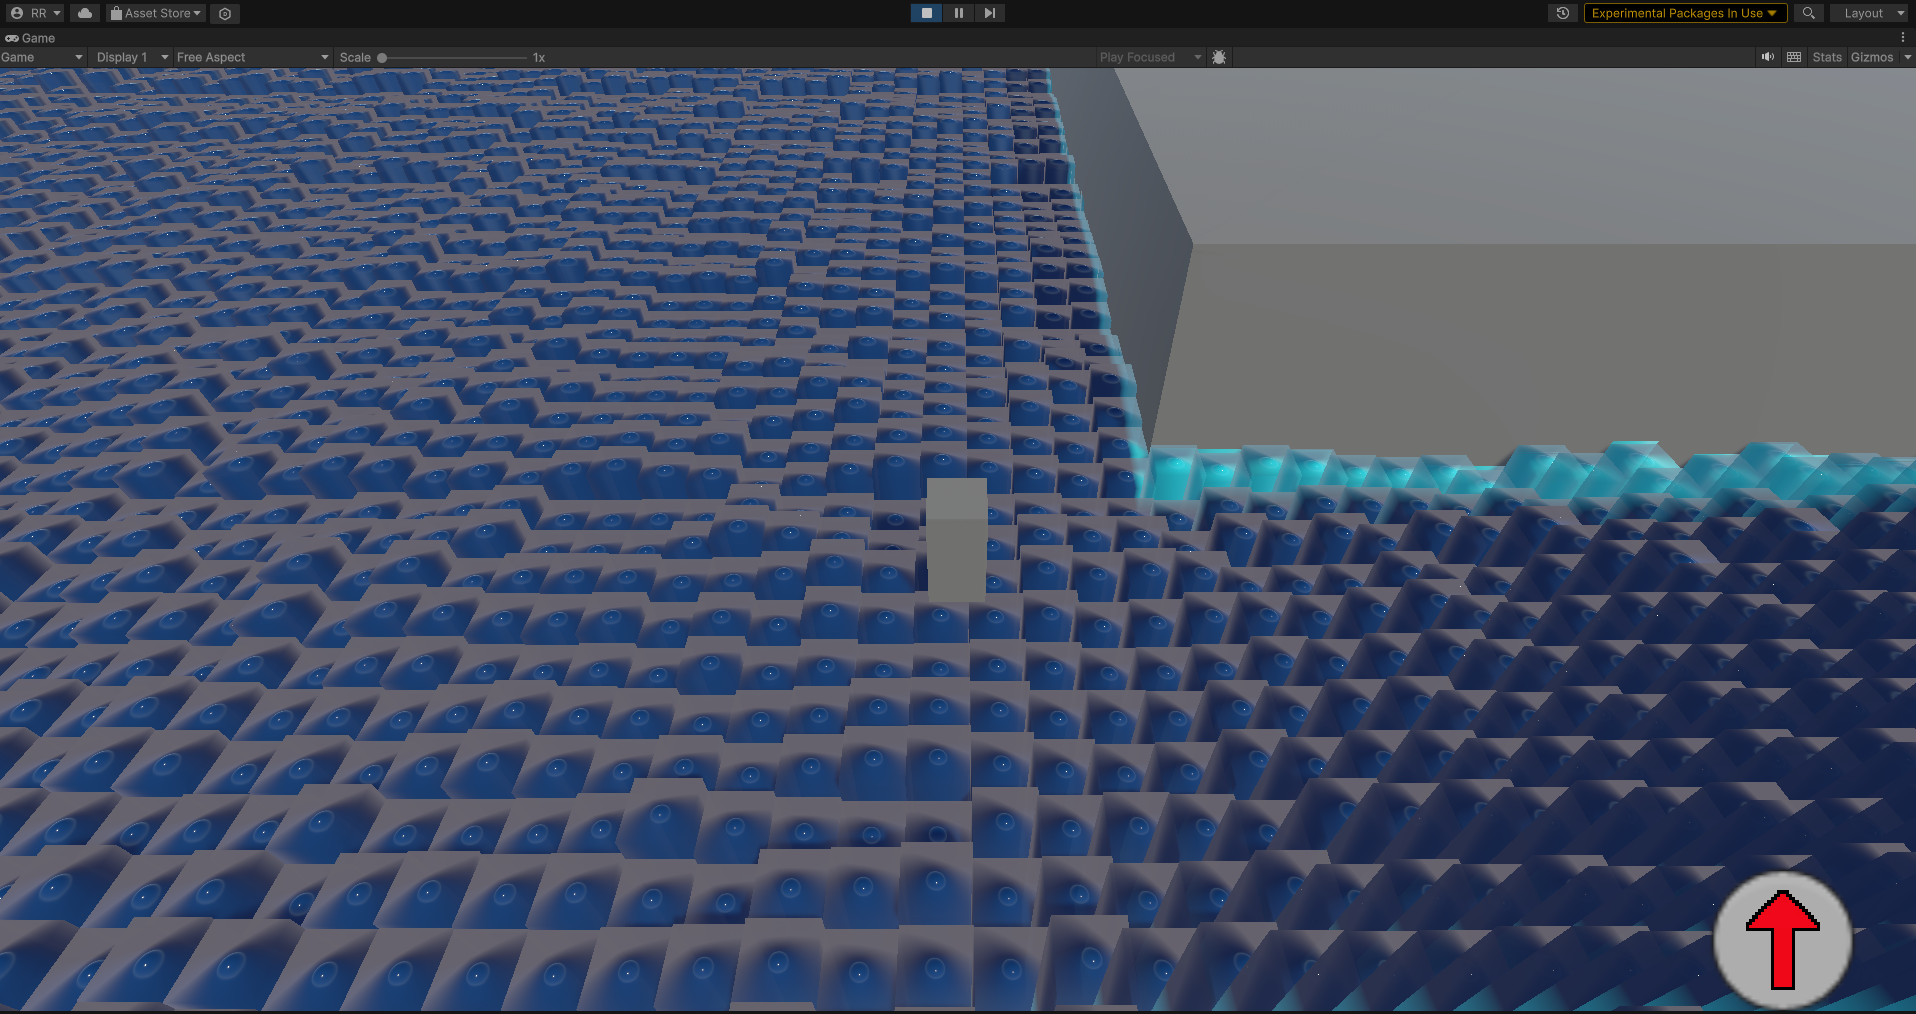 RR Asset Store Experimental Packages In Use Layout
Game
Game Display 1 Free Aspect Scale 1x Play Focused Stats Gizmos